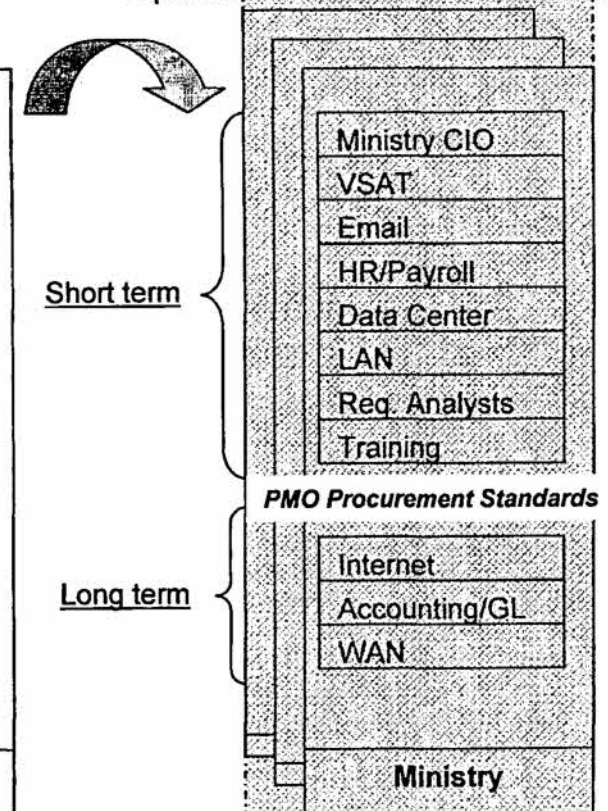 Ministry CIO
VSAT
Email
HR/Payroll
Short term
Data Center
LAN
Req. Analysts
Training
PMO Procurement Standards
Internet
Long term
Accounting/GL
WAN
Ministry